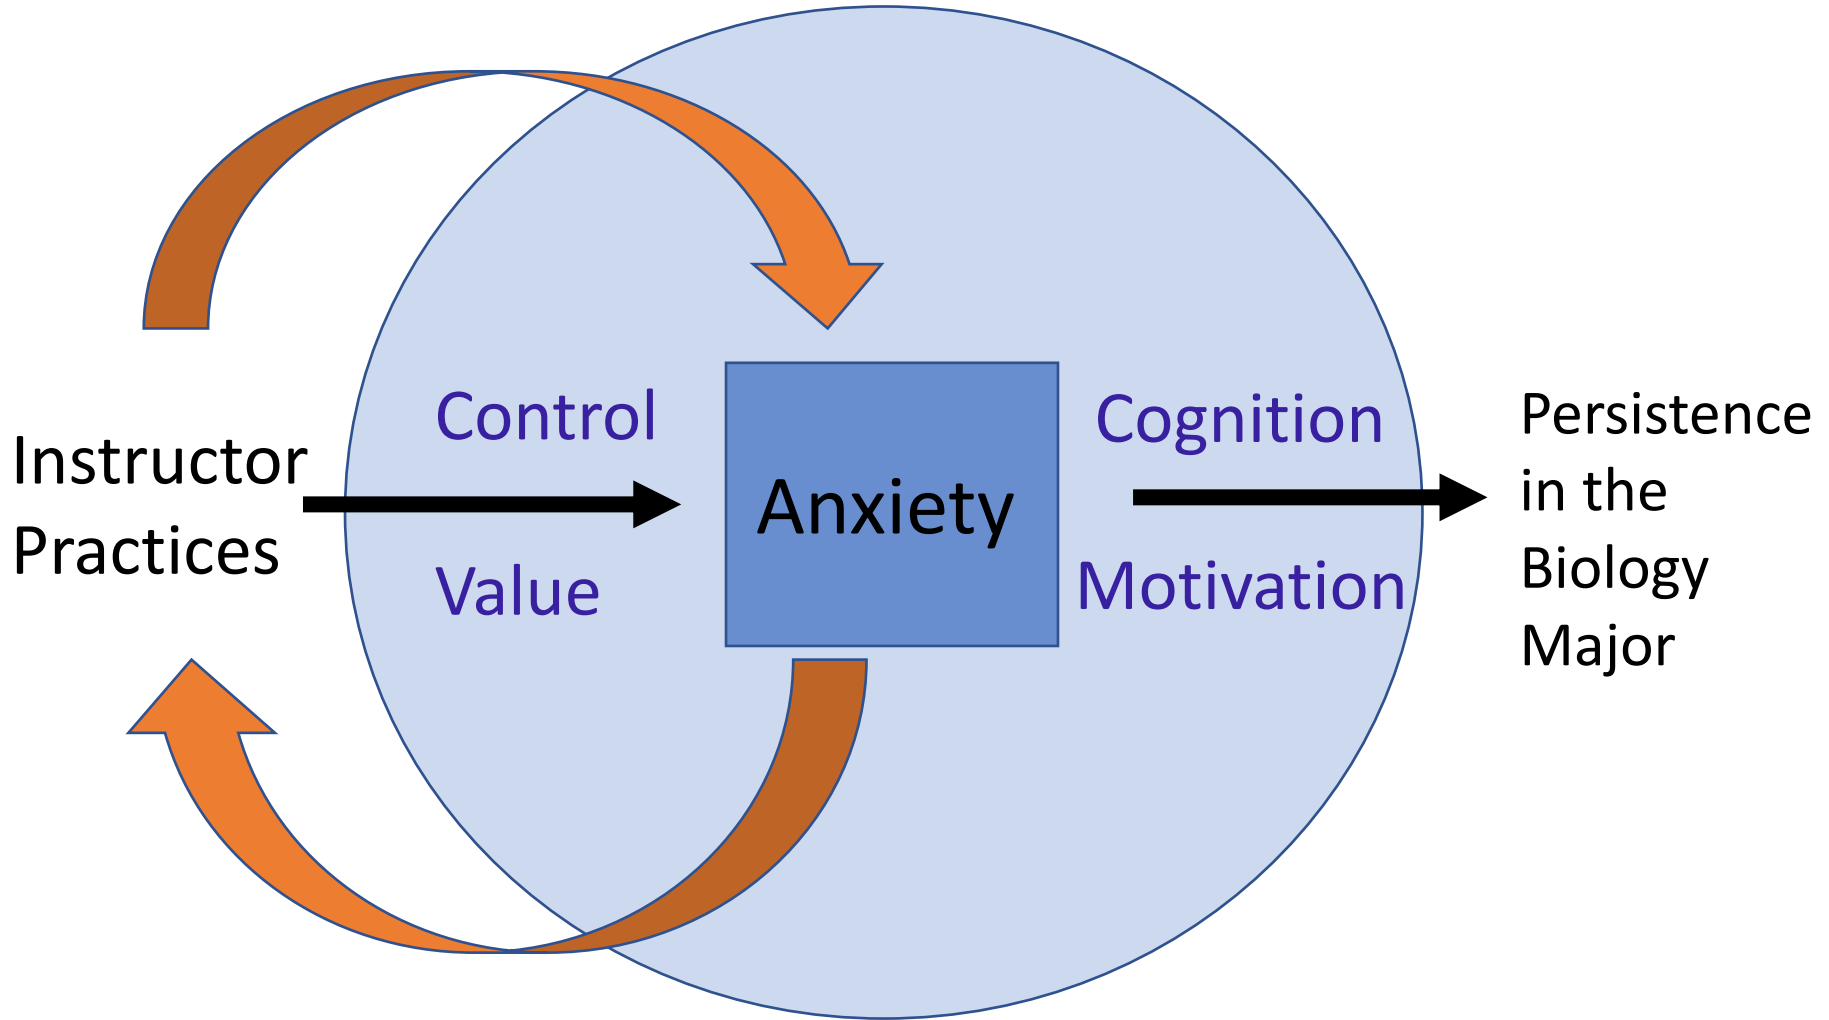 Instructor
Practices
Control
Value
Anxiety
Cognition
Motivation
Persistence
in the
Biology
Major